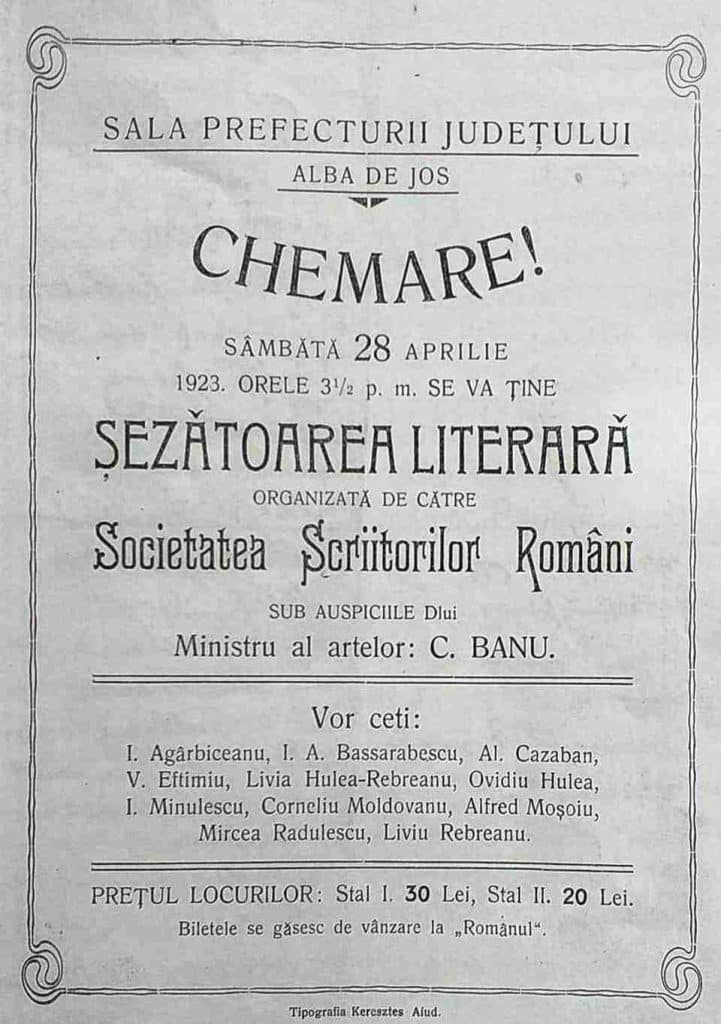 SALA PREFECTURII JUDEȚULUI
ALBA DE JOS
CHEMARE!
SÂMBĂTĂ 28 APRILIE
1923. ORELE 3½ p. m. SE VA ȚINE
ȘEZĂTOAREA LITERARĂ
ORGANIZATĂ DE CĂTRE
Societatea Scriitorilor Români
SUB AUSPICIILE Dlui
Ministru al artelor: C. BANU.
Vor ceti:
I. Agârbiceanu, I. A. Bassarabescu, Al. Cazaban,
V. Eftimiu, Livia Hulea-Rebreanu, Ovidiu Hulea,
I. Minulescu, Corneliu Moldovanu, Alfred Moșoiu,
Mircea Radulescu, Liviu Rebreanu.
PREȚUL LOCURILOR: Stal I. 30 Lei, Stal II. 20 Lei.
Biletele se găsesc de vânzare la „Românul“.
Tipografia Keresztes Aiud.